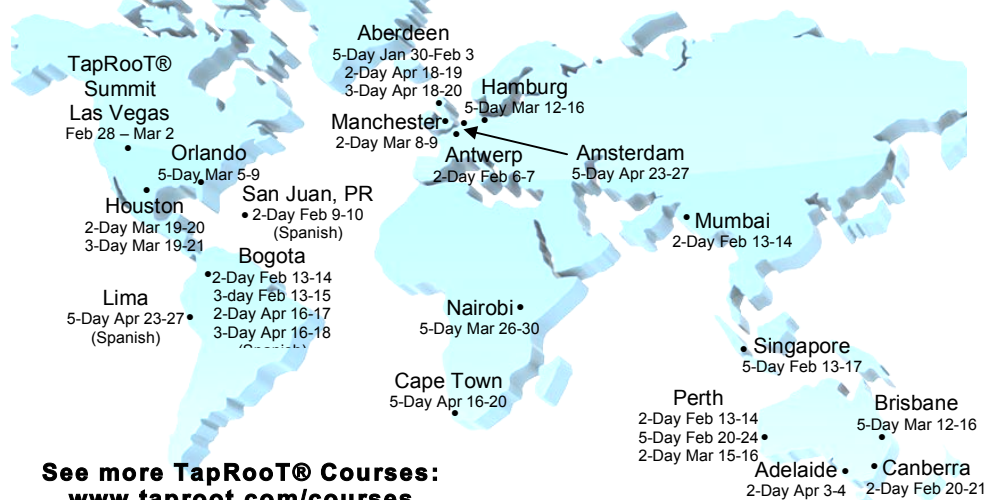 Aberdeen
5-Day Jan 30-Feb 3
2-Day Apr 18-19
3-Day Apr 18-20
TapRooT®
Summit
Las Vegas
Feb 28 – Mar 2
Hamburg
5-Day Mar 12-16
Manchester
2-Day Mar 8-9
Antwerp
2-Day Feb 6-7
Amsterdam
5-Day Apr 23-27
Orlando
5-Day Mar 5-9
Houston
2-Day Mar 19-20
3-Day Mar 19-21
San Juan, PR
2-Day Feb 9-10
(Spanish)
Mumbai
2-Day Feb 13-14
Bogota
2-Day Feb 13-14
3-day Feb 13-15
2-Day Apr 16-17
3-Day Apr 16-18
(Spanish)
Lima
5-Day Apr 23-27
(Spanish)
Nairobi
5-Day Mar 26-30
Singapore
5-Day Feb 13-17
Cape Town
5-Day Apr 16-20
Perth
2-Day Feb 13-14
5-Day Feb 20-24
2-Day Mar 15-16
Brisbane
5-Day Mar 12-16
Adelaide
2-Day Apr 3-4
Canberra
2-Day Feb 20-21
See more TapRooT® Courses:
www.taproot.com/courses